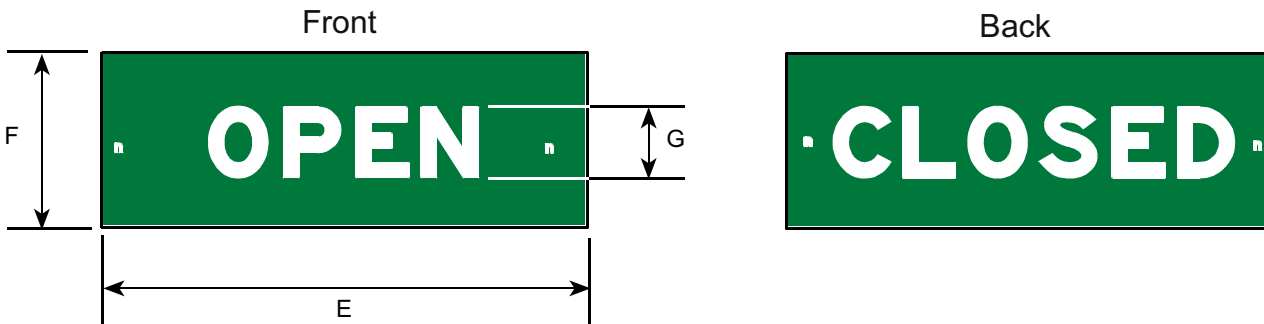 Front
Back
F
n OPEN n
G
n CLOSED n
E